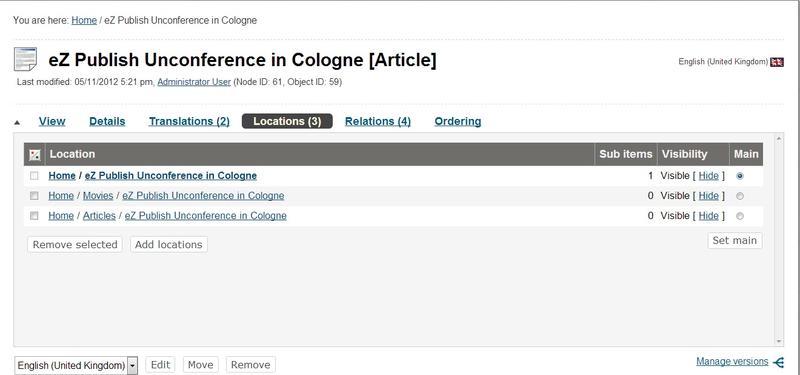 You are here: Home / eZ Publish Unconference in Cologne
eZ Publish Unconference in Cologne [Article]
English (United Kingdom)
Last modified: 05/11/2012 5:21 pm, Administrator User (Node ID: 61, Object ID: 59)
View Details Translations (2) Locations (3) Relations (4) Ordering
Location Sub items Visibility Main
Home / eZ Publish Unconference in Cologne 1 Visible [ Hide ]
Home / Movies / eZ Publish Unconference in Cologne 0 Visible [ Hide ]
Home / Articles / eZ Publish Unconference in Cologne 0 Visible [ Hide ]
Remove selected Add locations Set main
English (United Kingdom) Edit Move Remove Manage versions